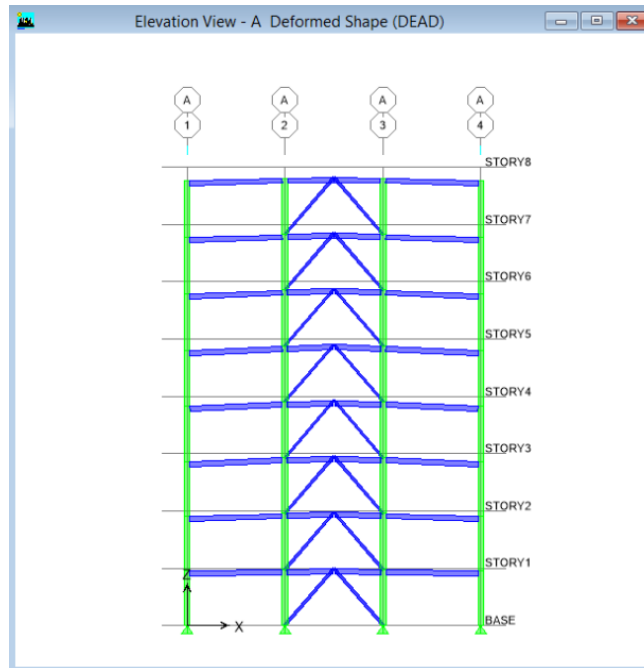 Elevation View - A Deformed Shape (DEAD)
A A A A
1 2 3 4
STORY8
STORY7
STORY6
STORY5
STORY4
STORY3
STORY2
STORY1
Z
X
BASE